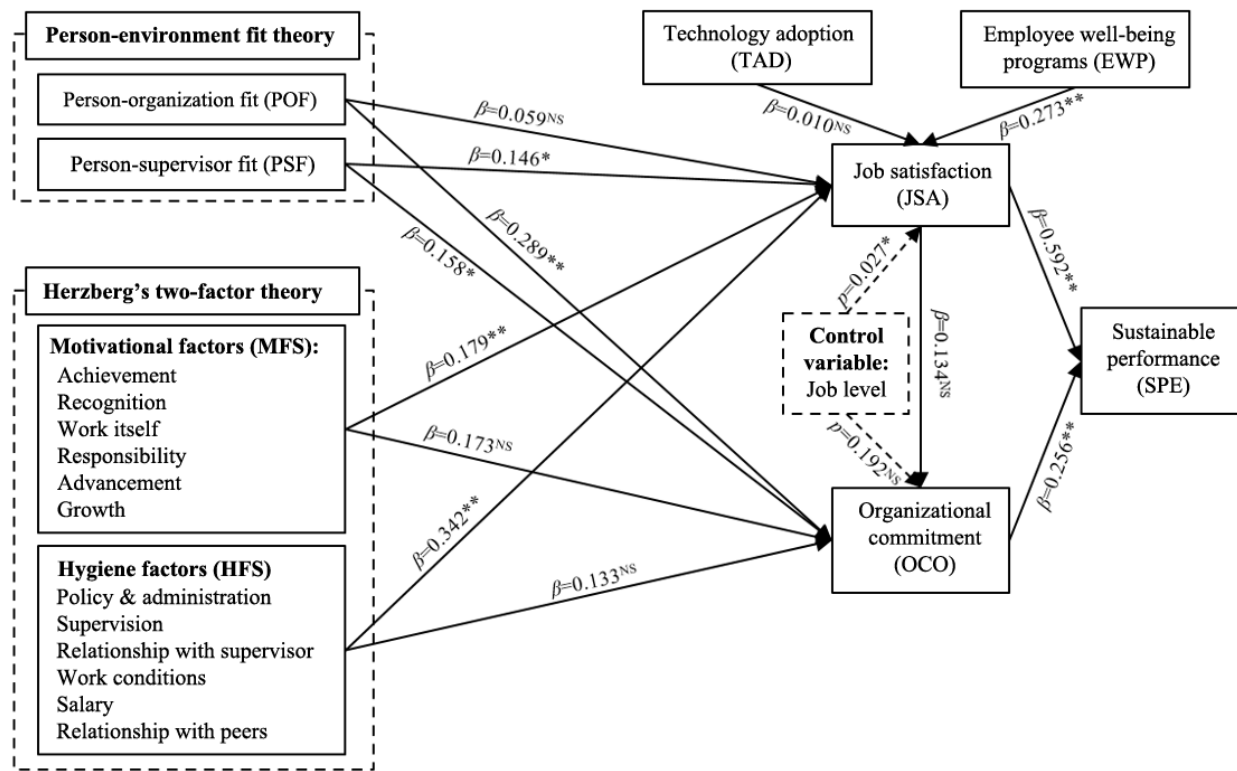 Person-environment fit theory
Person-organization fit (POF)
Person-supervisor fit (PSF)
Herzberg’s two-factor theory
Motivational factors (MFS):
Achievement
Recognition
Work itself
Responsibility
Advancement
Growth
Hygiene factors (HFS)
Policy & administration
Supervision
Relationship with supervisor
Work conditions
Salary
Relationship with peers
β=0.059NS
β=0.146*
β=0.289**
β=0.158*
β=0.179**
β=0.173NS
β=0.342**
β=0.133NS
Technology adoption
(TAD)
Employee well-being
programs (EWP)
β=0.010NS
β=0.273**
Job satisfaction
(JSA)
p=0.027*
Control
variable:
Job level
p=0.192NS
β=0.134NS
Organizational
commitment
(OCO)
β=0.592**
β=0.256**
Sustainable
performance
(SPE)